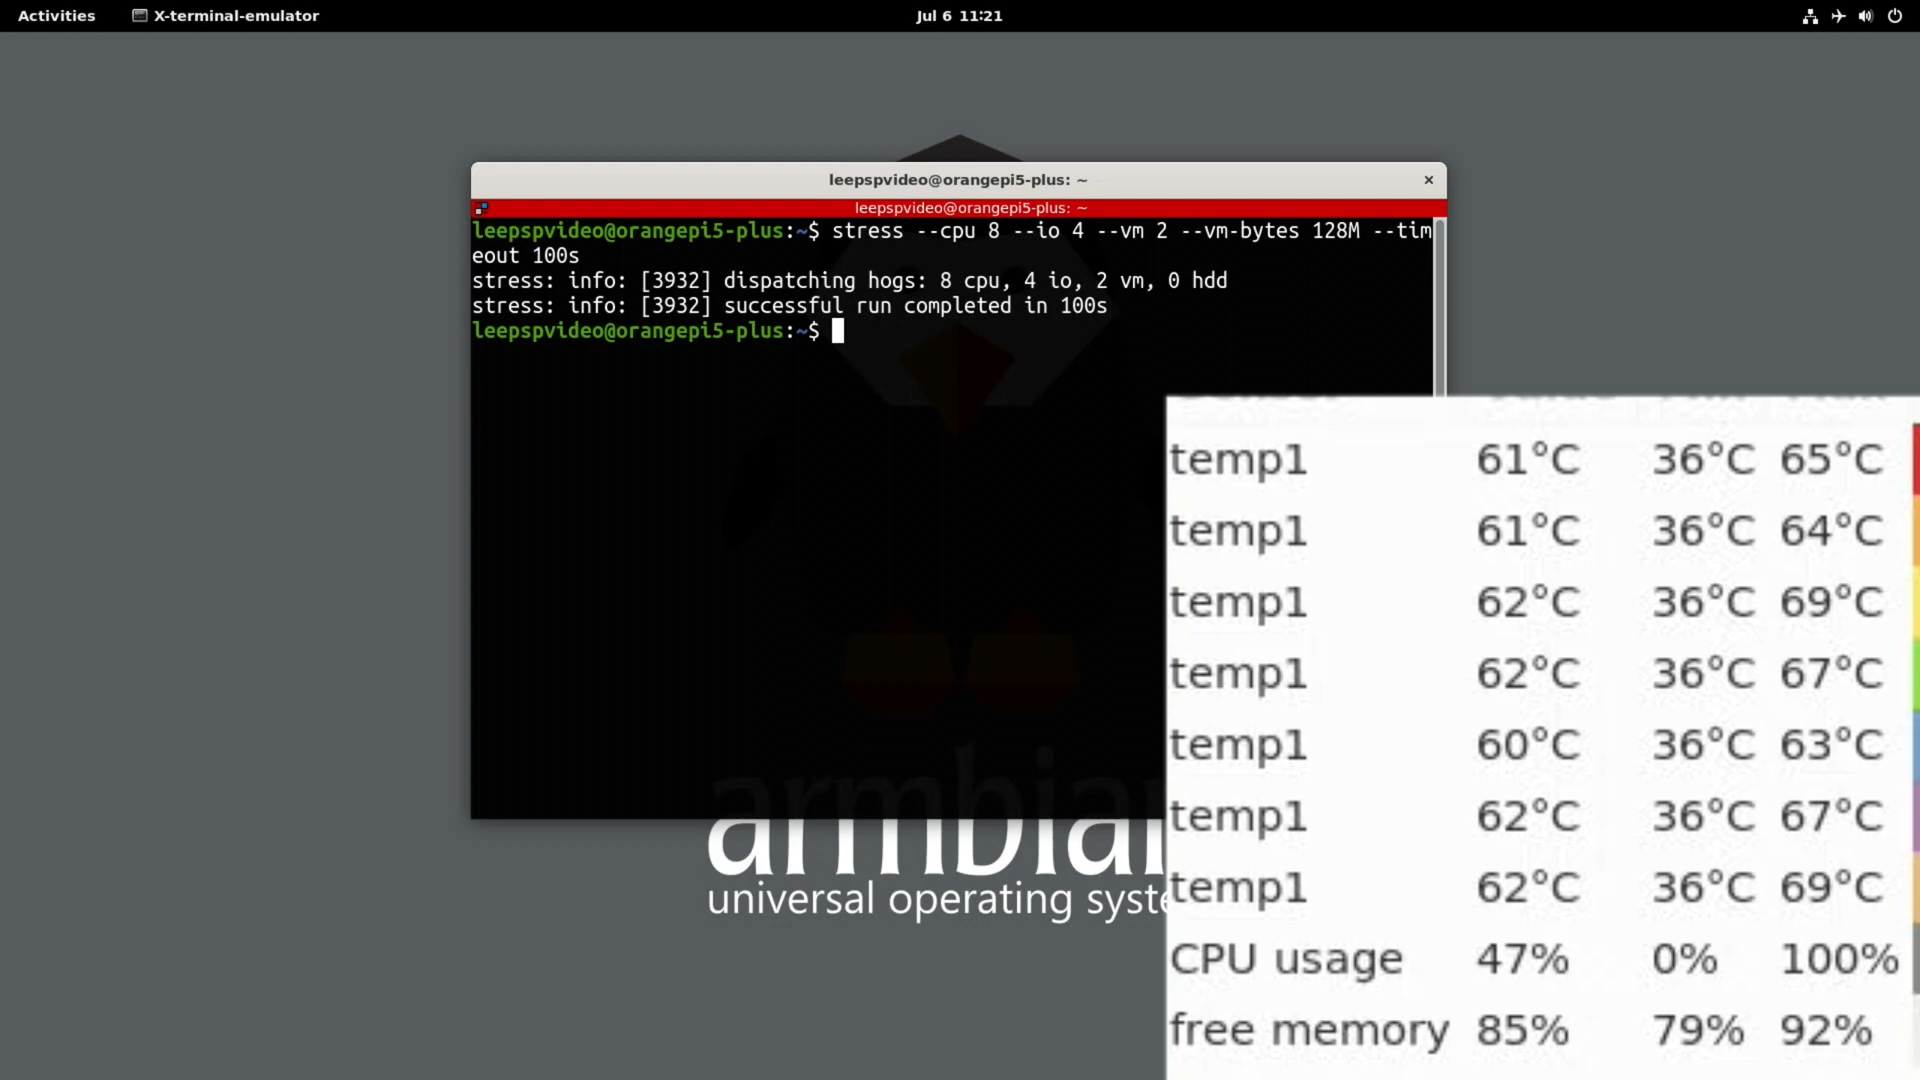 Activities X-terminal-emulator Jul 6 11:21
leepspvideo@orangepi5-plus: ~ ×
leepspvideo@orangepi5-plus: ~
leepspvideo@orangepi5-plus:~$ stress --cpu 8 --io 4 --vm 2 --vm-bytes 128M --tim
eout 100s
stress: info: [3932] dispatching hogs: 8 cpu, 4 io, 2 vm, 0 hdd
stress: info: [3932] successful run completed in 100s
leepspvideo@orangepi5-plus:~$
temp1 61°C 36°C 65°C
temp1 61°C 36°C 64°C
temp1 62°C 36°C 69°C
temp1 62°C 36°C 67°C
temp1 60°C 36°C 63°C
temp1 62°C 36°C 67°C
temp1 62°C 36°C 69°C
CPU usage 47% 0% 100%
free memory 85% 79% 92%
armbian
universal operating syste